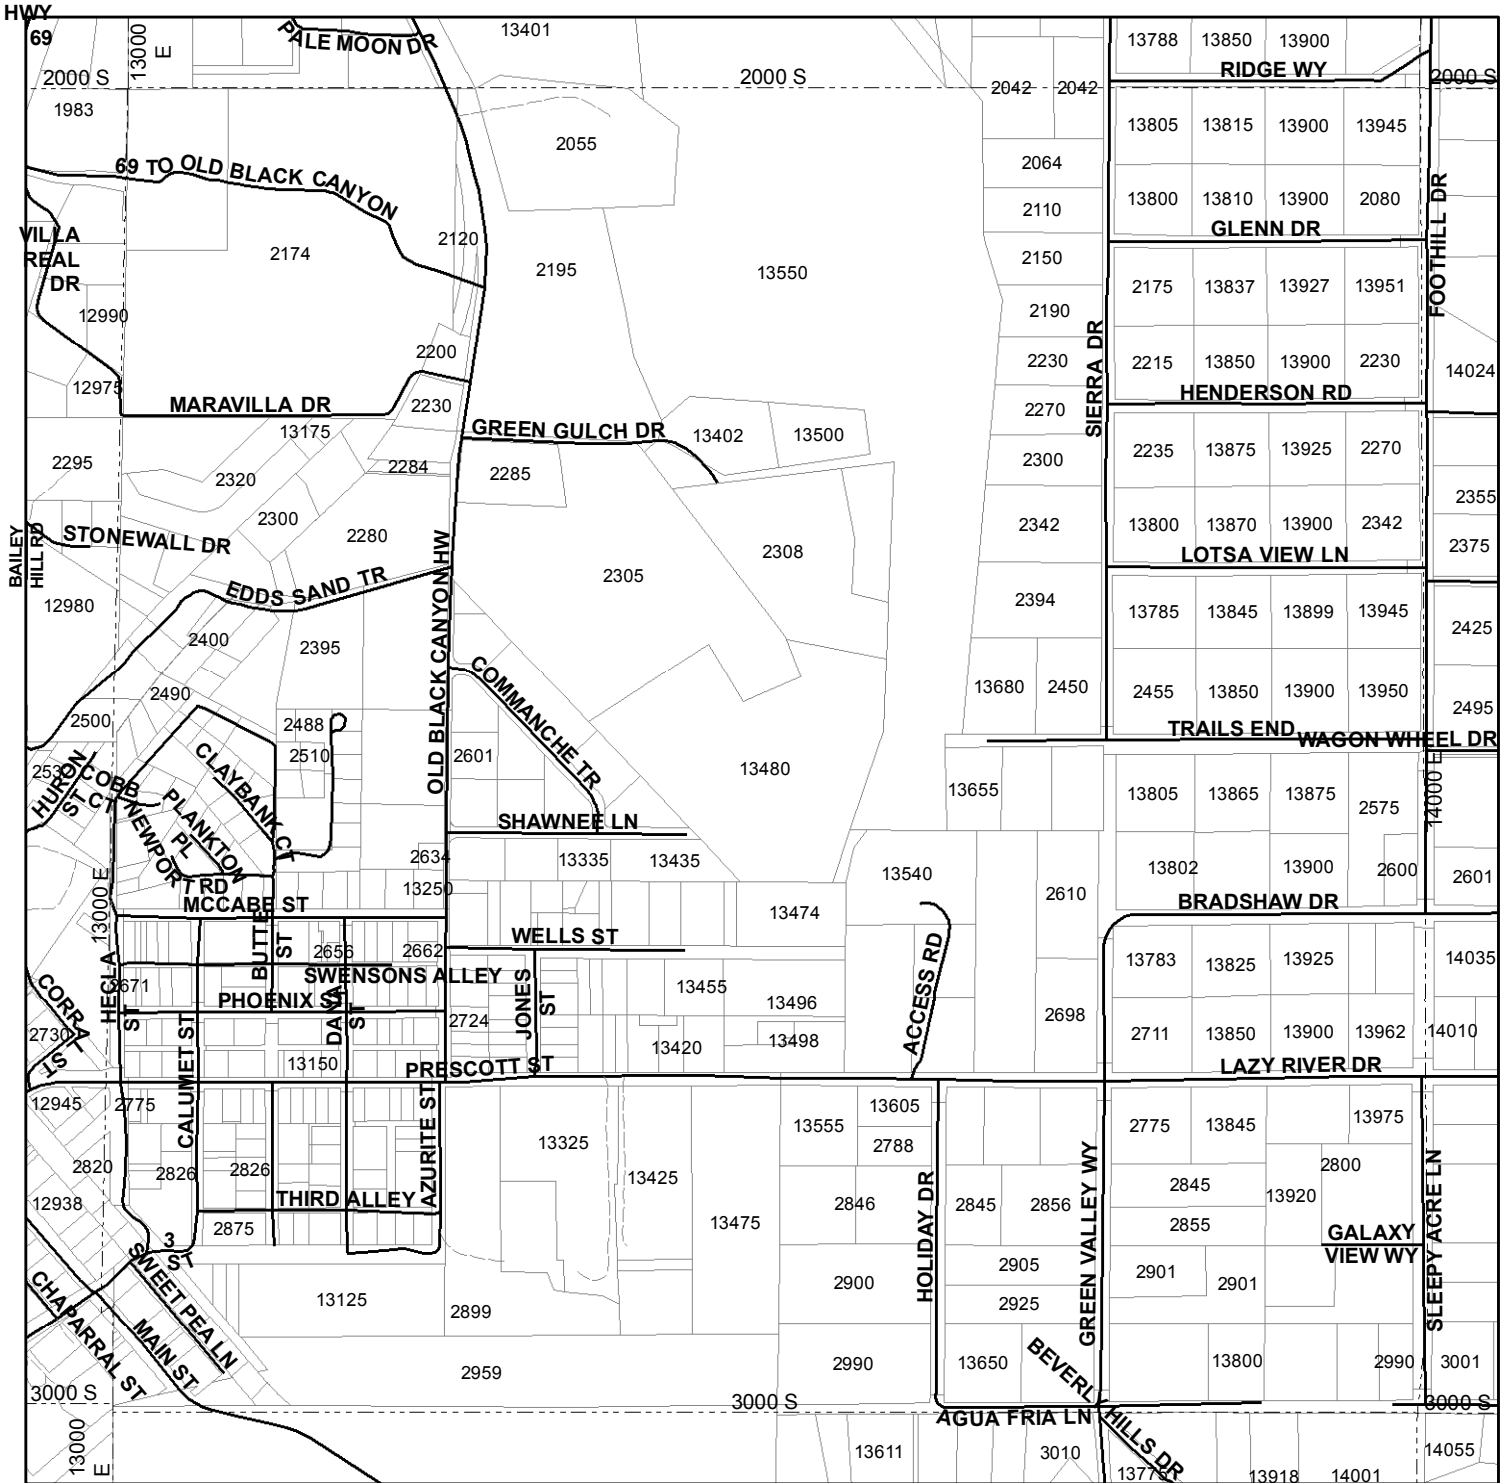 HWY
69
13000
E
PALE MOON DR
13401
13788 13850 13900
RIDGE WY
2000 S
2000 S
2042 2042
2000 S
1983
2055
13805 13815 13900 13945
69 TO OLD BLACK CANYON
2064
13800 13810 13900 2080
2110
GLENN DR
FOOTHILL DR
VILLA
REAL
DR
2174
2120
2195
13550
2150
2175 13837 13927 13951
12990
2190
SIERRA DR
2200
2230
2215 13850 13900 2230
14024
12975
MARAVILLA DR
2230
2270
HENDERSON RD
13175
GREEN GULCH DR
13402 13500
2295
2284
2285
2300
2235 13875 13925 2270
2320
2355
2300
2280
2342
13800 13870 13900 2342
BAILEY
HILL RD
STONEWALL DR
2308
2375
LOTSA VIEW LN
EDDS SAND TR
2305
12980
2394
13785 13845 13899 13945
2425
2400
2395
OLD BLACK CANYON HW
COMMANCHE TR
13680 2450
2455 13850 13900 13950
2490
2495
2500
2488
TRAILS END
WAGON WHEEL DR
2510
2601
13480
HURON
ST
COBB
CT
CLAYBANK CT
13655
13805 13865 13875
2575
14000 E
PLANKTON
PL
NEWPORT RD
SHAWNEE LN
2634
13335 13435
13540
13802
13900
2600
2601
13250
2610
13000 E
MCCABE ST
13474
BRADSHAW DR
BUTTE
ST
2656
2662
WELLS ST
SWENSONS ALLEY
ACCESS RD
13783 13825 13925
14035
HECLA
ST
2671
PHOENIX ST
DANA
ST
JONES
ST
13455
13496
CORRAL
ST
2730
CALUMET ST
2724
2698
2711 13850 13900 13962
14010
13420
13498
13150
PRESCOTT ST
LAZY RIVER DR
12945
2775
AZURITE ST
13605
13555
2788
2775 13845
13975
13325
2820
2826 2826
13425
2800
2845
HOLIDAY DR
GREEN VALLEY WY
SLEEPY ACRE LN
12938
THIRD ALLEY
2846
2845 2856
13920
13475
2855
2875
3
ST
GALAXY
VIEW WY
SWEET PEA LN
2905
2901 2901
2900
CHAPARRAL ST
MAIN ST
13125
2899
2925
2959
2990
13650
BEVERLY HILLS DR
13800
2990
3001
3000 S
3000 S
3000 S
AGUA FRIA LN
13000
E
13611
3010
14055
13918
14001